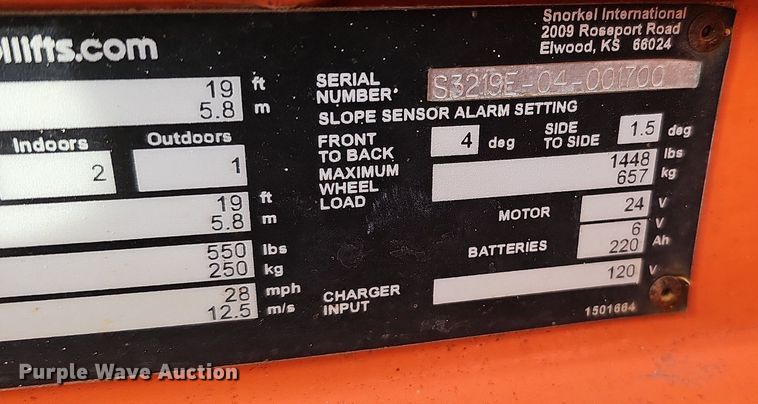 Snorkel International
2009 Roseport Road
Elwood, KS 66024
llifts.com
19 ft
5.8 m
Indoors Outdoors
2 1
19 ft
5.8 m
550 lbs
250 kg
28 mph
12.5 m/s
SERIAL
NUMBER S3219E-04-001700
SLOPE SENSOR ALARM SETTING
FRONT
TO BACK 4 deg
SIDE
TO SIDE 1.5 deg
MAXIMUM
WHEEL
LOAD
1448 lbs
657 kg
MOTOR 24 V
BATTERIES
6 V
220 Ah
CHARGER
INPUT
120 V
1501664
Purple Wave Auction